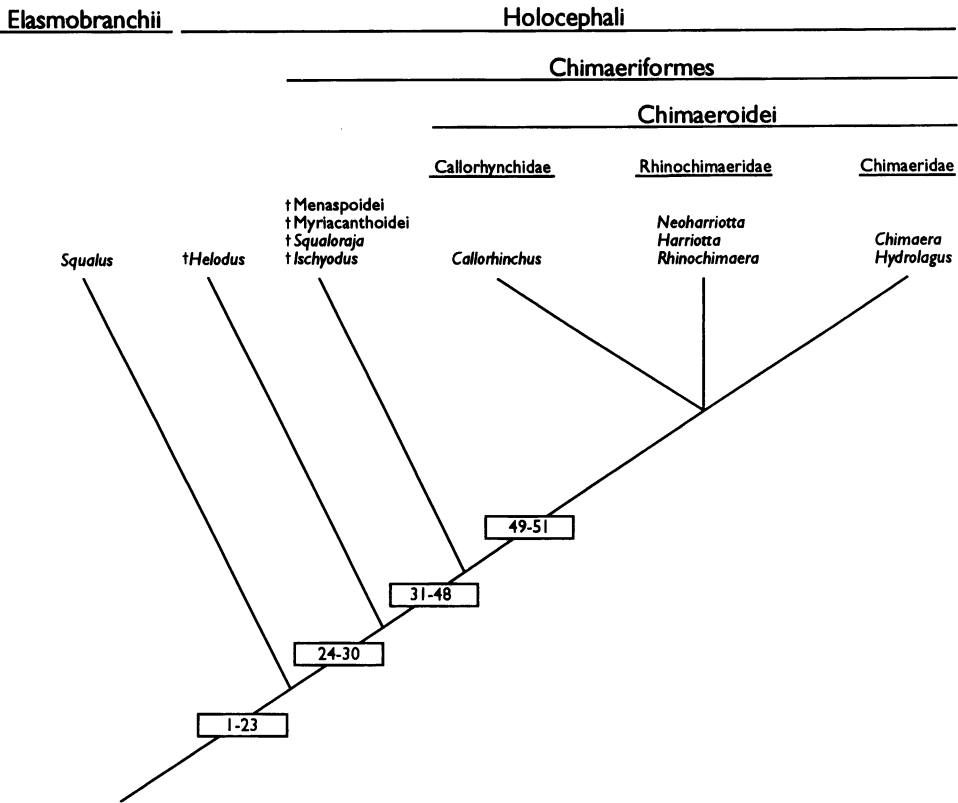 Elasmobranchii
Holocephali
Chimaeriformes
Chimaeroidei
Callorhynchidae
Rhinochimaeridae
Chimaeridae
†Menaspoidei
†Myriacanthoidei
†Squaloraja
†Ischyodus
Neoharriotta
Harriotta
Rhinochimaera
Chimaera
Hydrolagus
Squalus
†Helodus
Callorhinchus
49-51
31-48
24-30
1-23